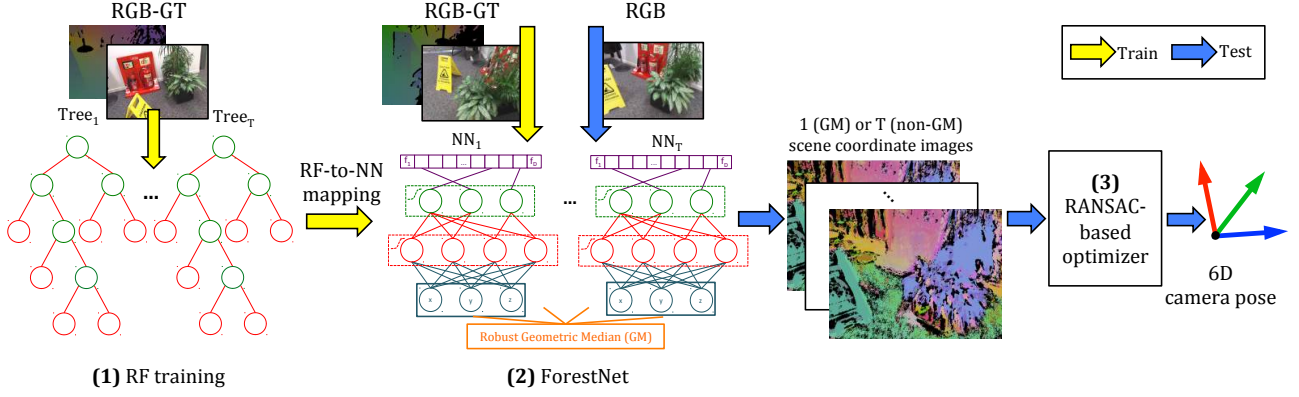 RGB-GT
RGB-GT
RGB
Train
Test
Tree1
TreeT
...
RF-to-NN
mapping
NN1
NNT
f1
...
fD
f1
...
fD
...
x
y
z
x
y
z
Robust Geometric Median (GM)
1 (GM) or T (non-GM)
scene coordinate images
...
(3)
RANSAC-
based
optimizer
6D
camera pose
(1) RF training
(2) ForestNet